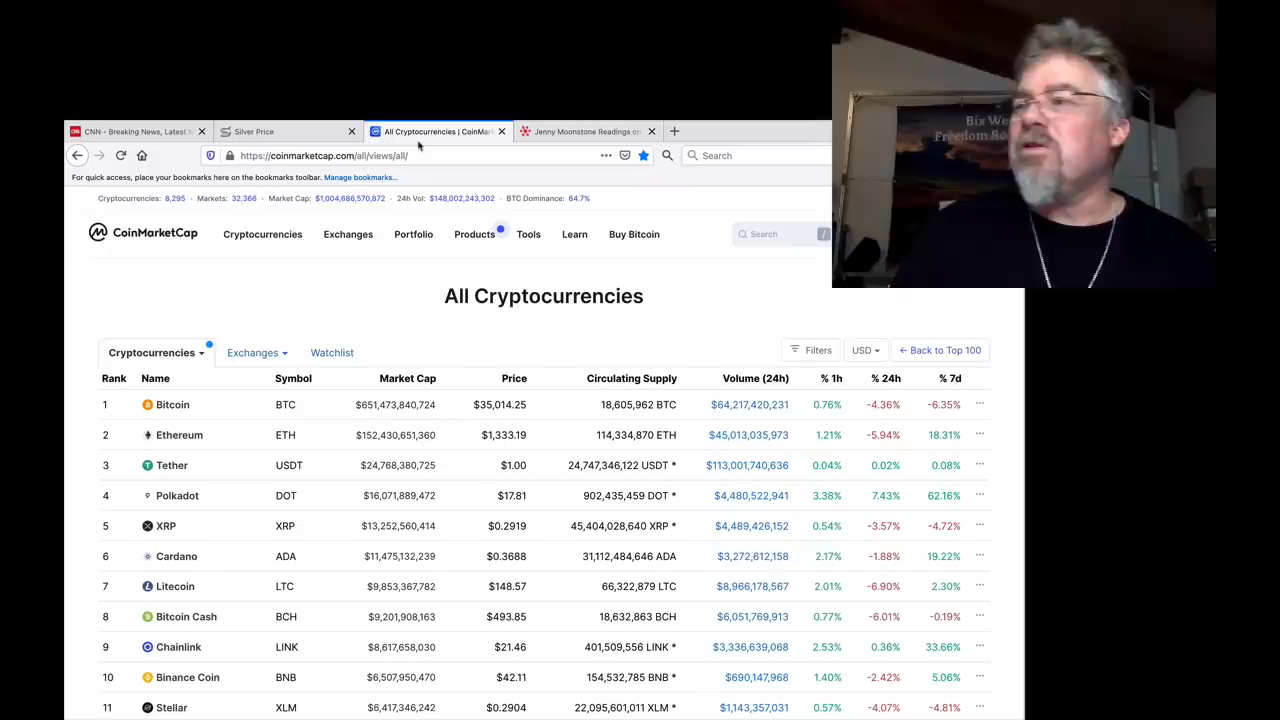 Bix We
Freedom Ro
CNN - Breaking News, Latest N
Silver Price
All Cryptocurrencies | CoinMar
Jenny Moonstone Readings on
https://coinmarketcap.com/all/views/all/
Search
For quick access, place your bookmarks here on the bookmarks toolbar. Manage bookmarks...
Cryptocurrencies: 8,295 Markets: 32,366 Market Cap: $1,004,686,570,872 24h Vol: $148,002,243,302 BTC Dominance: 64.7%
CoinMarketCap Cryptocurrencies Exchanges Portfolio Products Tools Learn Buy Bitcoin Search /
All Cryptocurrencies
Cryptocurrencies Exchanges Watchlist Filters USD ← Back to Top 100
Rank Name Symbol Market Cap Price Circulating Supply Volume (24h) % 1h % 24h % 7d
1 Bitcoin BTC $651,473,840,724 $35,014.25 18,605,962 BTC $64,217,420,231 0.76% -4.36% -6.35% ...
2 Ethereum ETH $152,430,651,360 $1,333.19 114,334,870 ETH $45,013,035,973 1.21% -5.94% 18.31% ...
3 Tether USDT $24,768,380,725 $1.00 24,747,346,122 USDT * $113,001,740,636 0.04% 0.02% 0.08% ...
4 Polkadot DOT $16,071,889,472 $17.81 902,435,459 DOT * $4,480,522,941 3.38% 7.43% 62.16% ...
5 XRP XRP $13,252,560,414 $0.2919 45,404,028,640 XRP * $4,489,426,152 0.54% -3.57% -4.72% ...
6 Cardano ADA $11,475,132,239 $0.3688 31,112,484,646 ADA $3,272,612,158 2.17% -1.88% 19.22% ...
7 Litecoin LTC $9,853,367,782 $148.57 66,322,879 LTC $8,966,178,567 2.01% -6.90% 2.30% ...
8 Bitcoin Cash BCH $9,201,908,163 $493.85 18,632,863 BCH $6,051,769,913 0.77% -6.01% -0.19% ...
9 Chainlink LINK $8,617,658,030 $21.46 401,509,556 LINK * $3,336,639,068 2.53% 0.36% 33.66% ...
10 Binance Coin BNB $6,507,950,470 $42.11 154,532,785 BNB * $690,147,968 1.40% -2.42% 5.06% ...
11 Stellar XLM $6,417,346,242 $0.2904 22,095,601,011 XLM * $1,143,357,031 0.57% -4.07% -4.81% ...